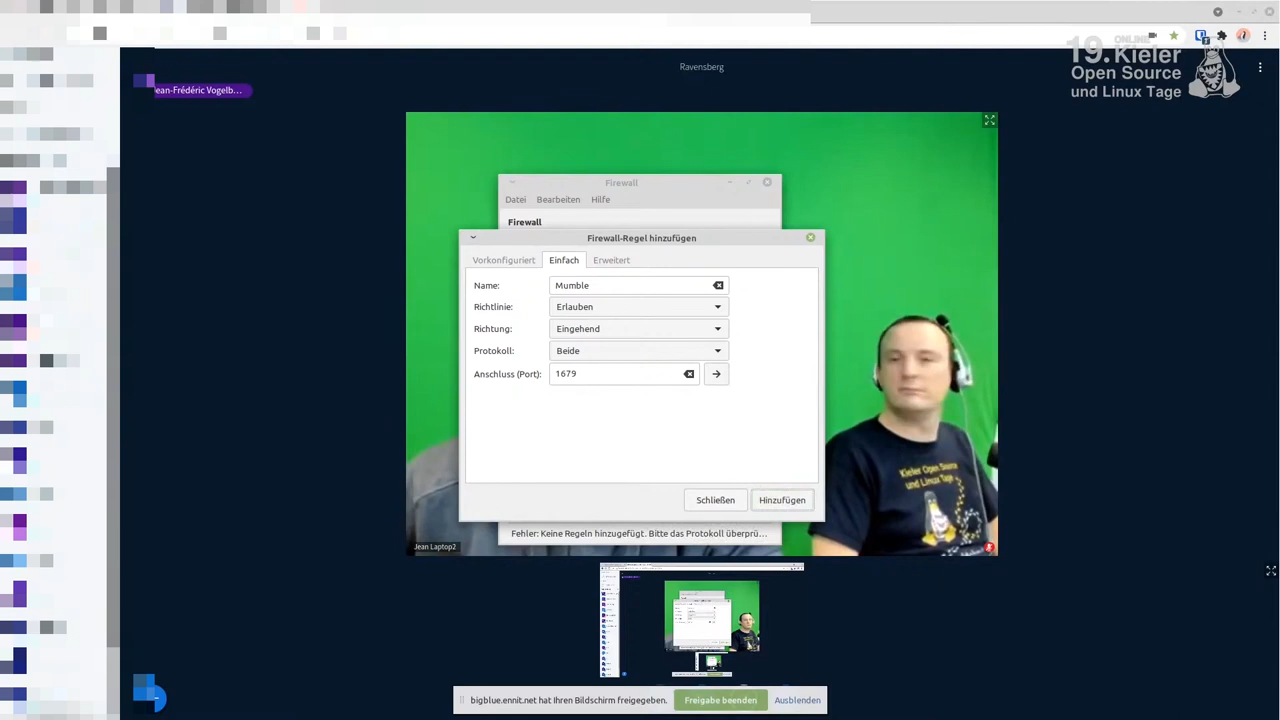 ONLINE
19. Kieler
Open Source
und Linux Tage
Ravensberg
ean-Frédéric Vogelb…
Firewall
Datei Bearbeiten Hilfe
Firewall
Firewall-Regel hinzufügen
Vorkonfiguriert Einfach Erweitert
Name: Mumble
Richtlinie: Erlauben
Richtung: Eingehend
Protokoll: Beide
Anschluss (Port): 1679
Schließen Hinzufügen
Fehler: Keine Regeln hinzugefügt. Bitte das Protokoll überprü…
Kieler Open Source
und Linux Tage
Jean Laptop2
bigblue.ennit.net hat Ihren Bildschirm freigegeben. Freigabe beenden Ausblenden